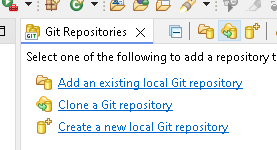 Git Repositories
Select one of the following to add a repository t
Add an existing local Git repository
Clone a Git repository
Create a new local Git repository